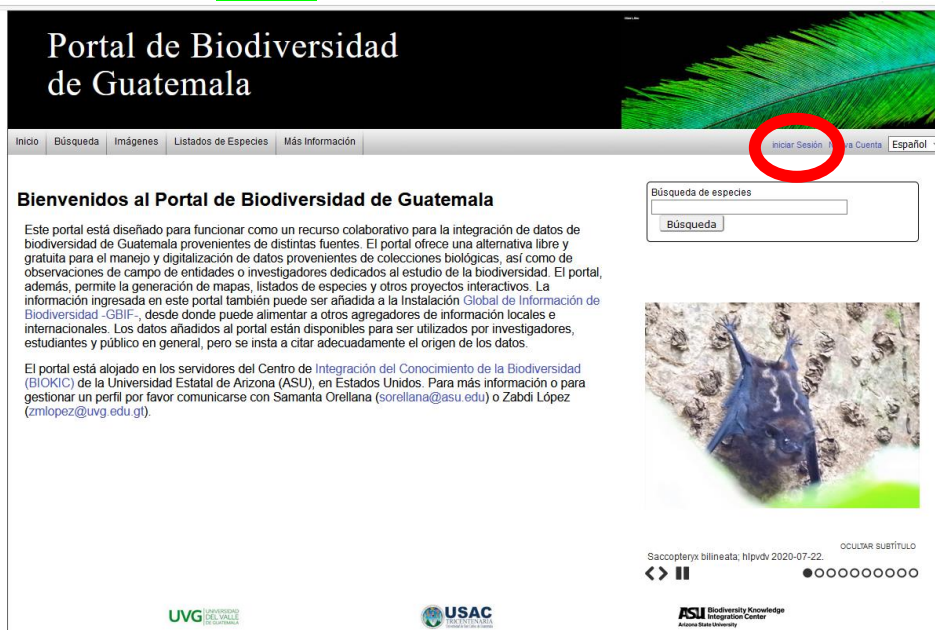 Portal de Biodiversidad
de Guatemala
Inicio Búsqueda Imágenes Listados de Especies Más Información
iniciar Sesión va Cuenta Español
Bienvenidos al Portal de Biodiversidad de Guatemala
Este portal está diseñado para funcionar como un recurso colaborativo para la integración de datos de
biodiversidad de Guatemala provenientes de distintas fuentes. El portal ofrece una alternativa libre y
gratuita para el manejo y digitalización de datos provenientes de colecciones biológicas, así como de
observaciones de campo de entidades o investigadores dedicados al estudio de la biodiversidad. El portal,
además, permite la generación de mapas, listados de especies y otros proyectos interactivos. La
información ingresada en este portal también puede ser añadida a la Instalación Global de Información de
Biodiversidad -GBIF-, desde donde puede alimentar a otros agregadores de información locales e
internacionales. Los datos añadidos al portal están disponibles para ser utilizados por investigadores,
estudiantes y público en general, pero se insta a citar adecuadamente el origen de los datos.
El portal está alojado en los servidores del Centro de Integración del Conocimiento de la Biodiversidad
(BIOKIC) de la Universidad Estatal de Arizona (ASU), en Estados Unidos. Para más información o para
gestionar un perfil por favor comunicarse con Samanta Orellana (sorellana@asu.edu) o Zabdi López
(zmlopez@uvg.edu.gt).
Búsqueda de especies
Búsqueda
OCULTAR SUBTÍTULO
Saccopteryx bilineata; hlpvdv 2020-07-22.
UVG UNIVERSIDAD
DEL VALLE
DE GUATEMALA
USAC
TRICENTENARIA
ASU Biodiversity Knowledge
Integration Center
Arizona State University